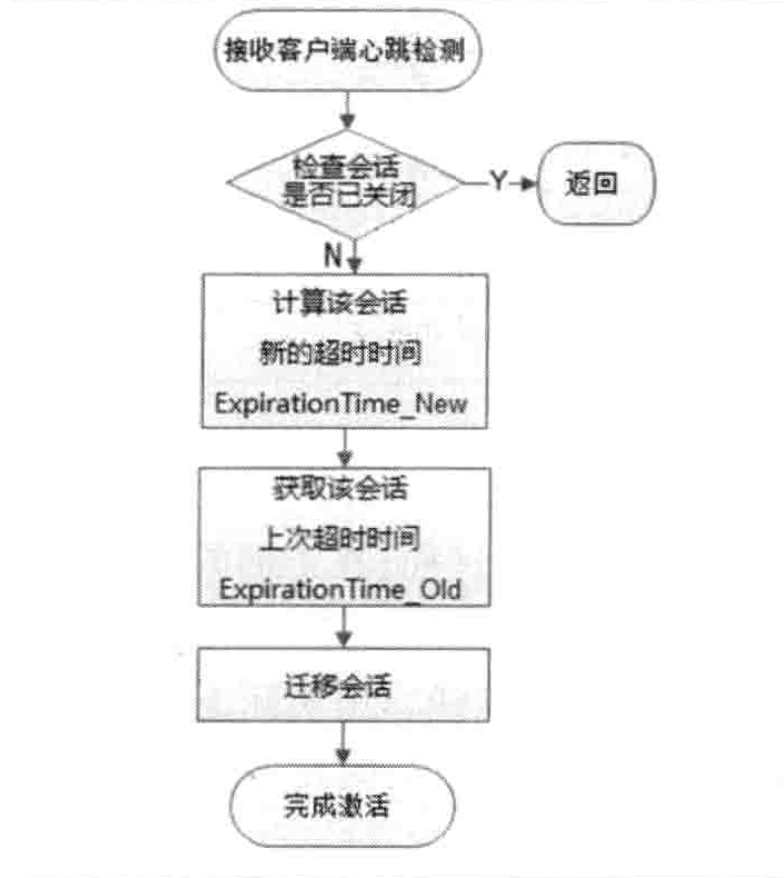 接收客户端心跳检测
检查会话
是否已关闭
Y
返回
N
计算该会话
新的超时时间
ExpirationTime_New
获取该会话
上次超时时间
ExpirationTime_Old
迁移会话
完成激活